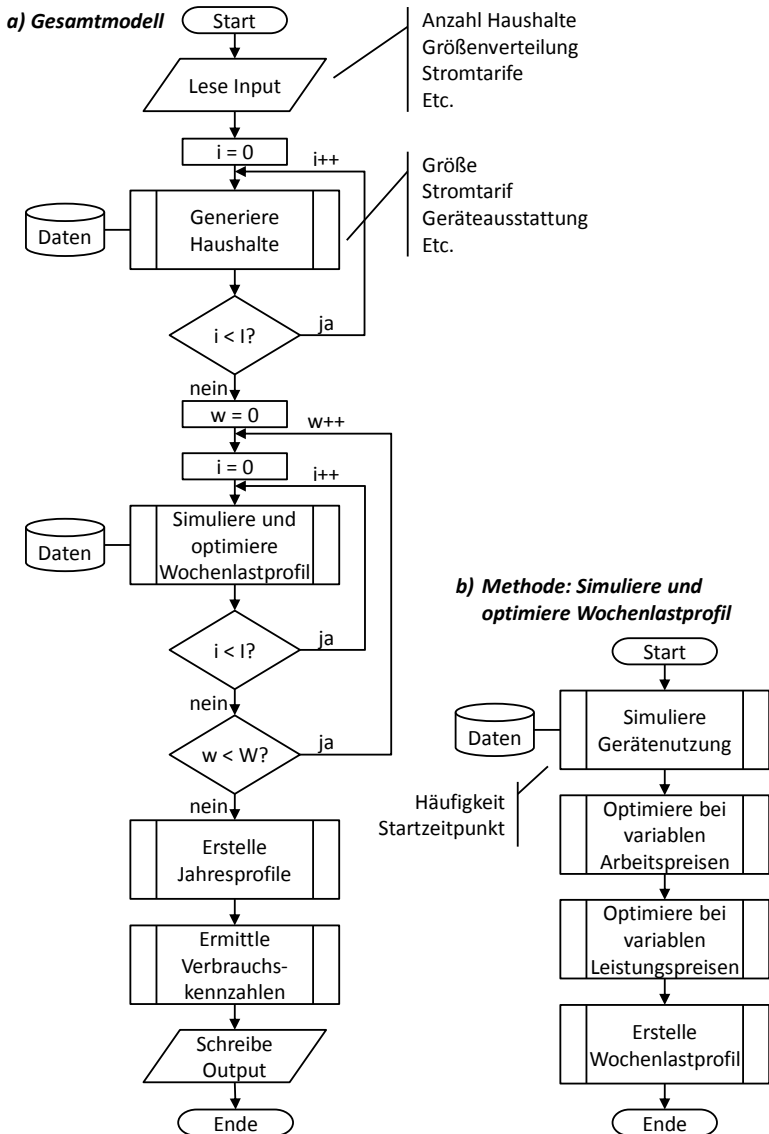 a) Gesamtmodell
Start
Lese Input
Anzahl Haushalte
Größenverteilung
Stromtarife
Etc.
i = 0
i++
Daten
Generiere
Haushalte
Größe
Stromtarif
Geräteausstattung
Etc.
i < I?
ja
nein
w = 0
w++
i = 0
i++
Daten
Simuliere und
optimiere
Wochenlastprofil
i < I?
ja
nein
w < W?
ja
nein
Erstelle
Jahresprofile
Ermittle
Verbrauchs-
kennzahlen
Schreibe
Output
Ende
b) Methode: Simuliere und
optimiere Wochenlastprofil
Start
Daten
Simuliere
Gerätenutzung
Häufigkeit
Startzeitpunkt
Optimiere bei
variablen
Arbeitspreisen
Optimiere bei
variablen
Leistungspreisen
Erstelle
Wochenlastprofil
Ende